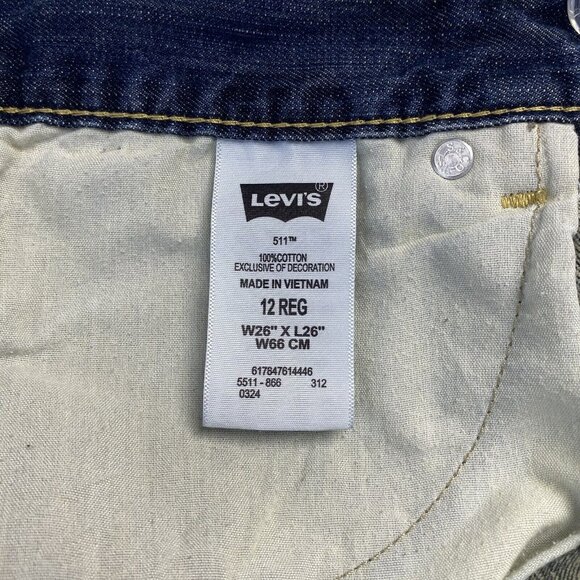 LEVI'S ®
511™
100%COTTON
EXCLUSIVE OF DECORATION
MADE IN VIETNAM
12 REG
W26" X L26"
W66 CM
617847614446
5511-866 312
0324